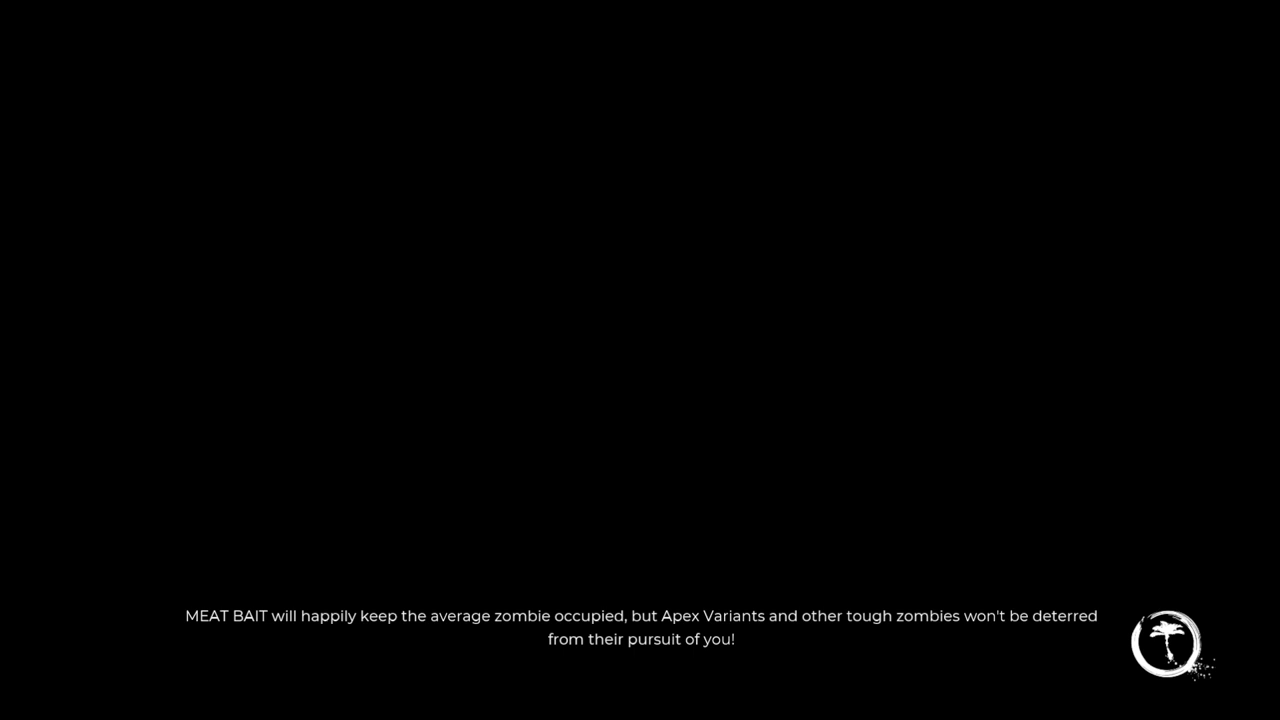 MEAT BAIT will happily keep the average zombie occupied, but Apex Variants and other tough zombies won't be deterred
from their pursuit of you!